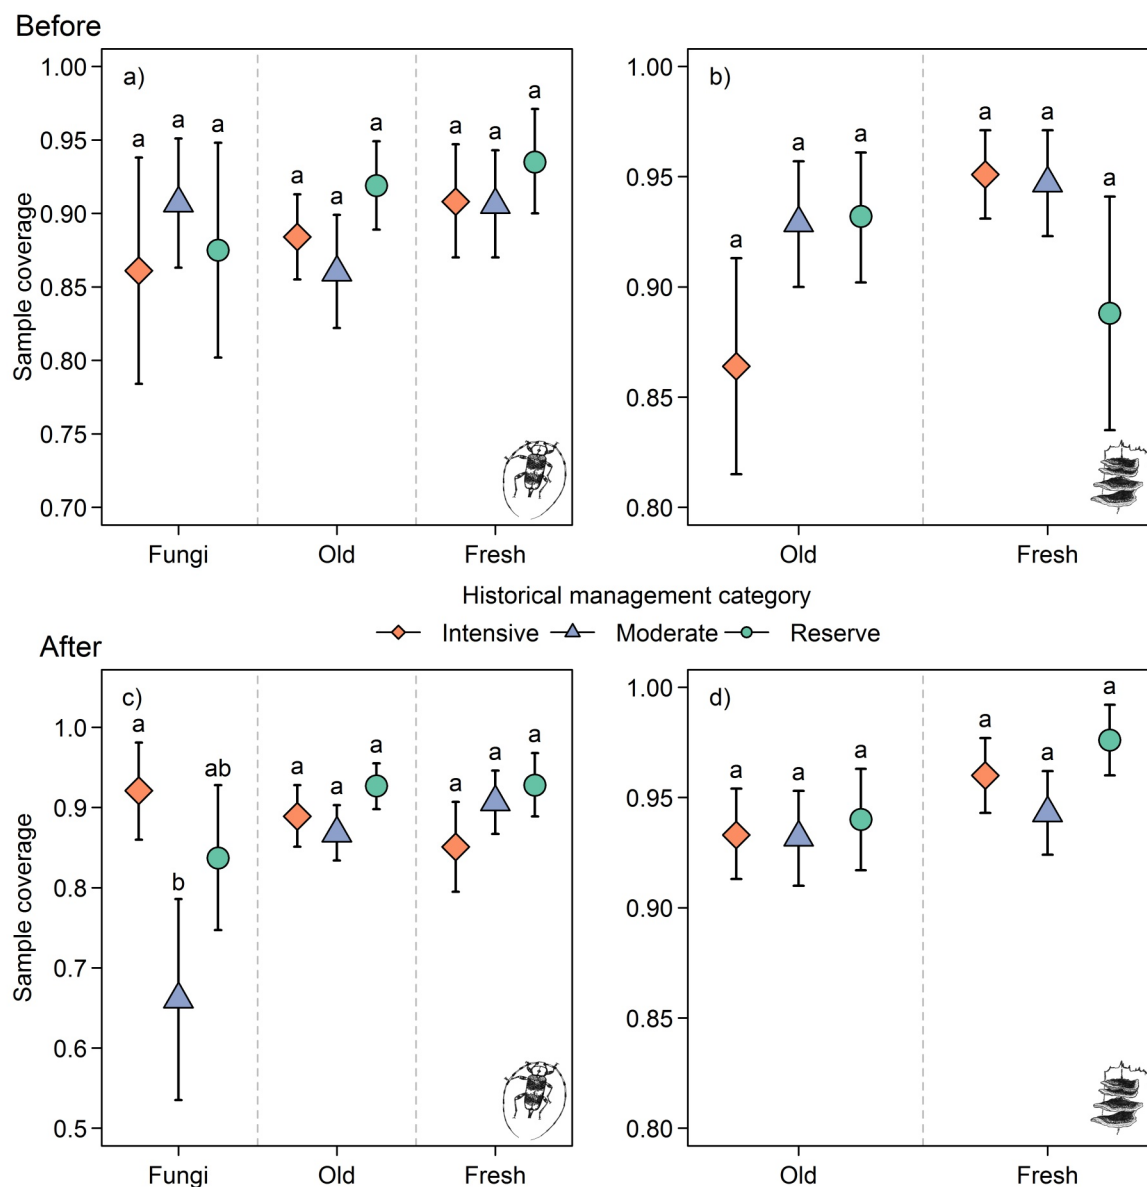 Before
a)
1.00
0.95
0.90
0.85
0.80
0.75
0.70
Sample coverage
a a a
a a a
a a a
Fungi Old Fresh
b)
1.00
0.95
0.90
0.85
0.80
a a a
a a a
Old Fresh
Historical management category
Intensive Moderate Reserve
After
c)
1.0
0.9
0.8
0.7
0.6
0.5
Sample coverage
a b ab
a a a
a a a
Fungi Old Fresh
d)
1.00
0.95
0.90
0.85
0.80
a a a
a a a
Old Fresh